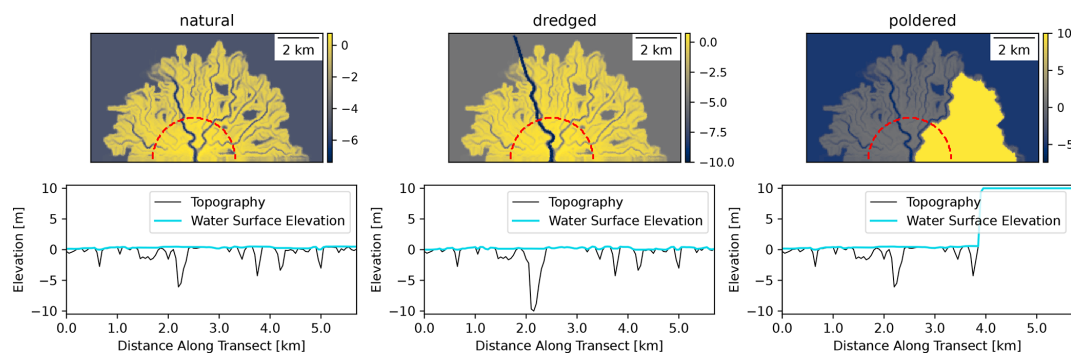 natural
dredged
poldered
2 km
2 km
2 km
0
−2
−4
−6
0.0
−2.5
−5.0
−7.5
−10.0
10
5
0
−5
Elevation [m]
10
5
0
−5
−10
Topography
Water Surface Elevation
0.0 1.0 2.0 3.0 4.0 5.0
Distance Along Transect [km]
Elevation [m]
10
5
0
−5
−10
Topography
Water Surface Elevation
0.0 1.0 2.0 3.0 4.0 5.0
Distance Along Transect [km]
Elevation [m]
10
5
0
−5
−10
Topography
Water Surface Elevation
0.0 1.0 2.0 3.0 4.0 5.0
Distance Along Transect [km]